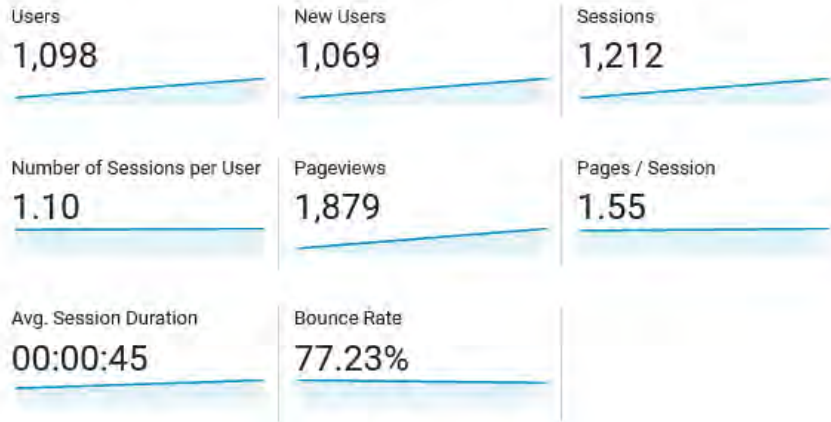 Users
1,098
New Users
1,069
Sessions
1,212
Number of Sessions per User
1.10
Pageviews
1,879
Pages / Session
1.55
Avg. Session Duration
00:00:45
Bounce Rate
77.23%